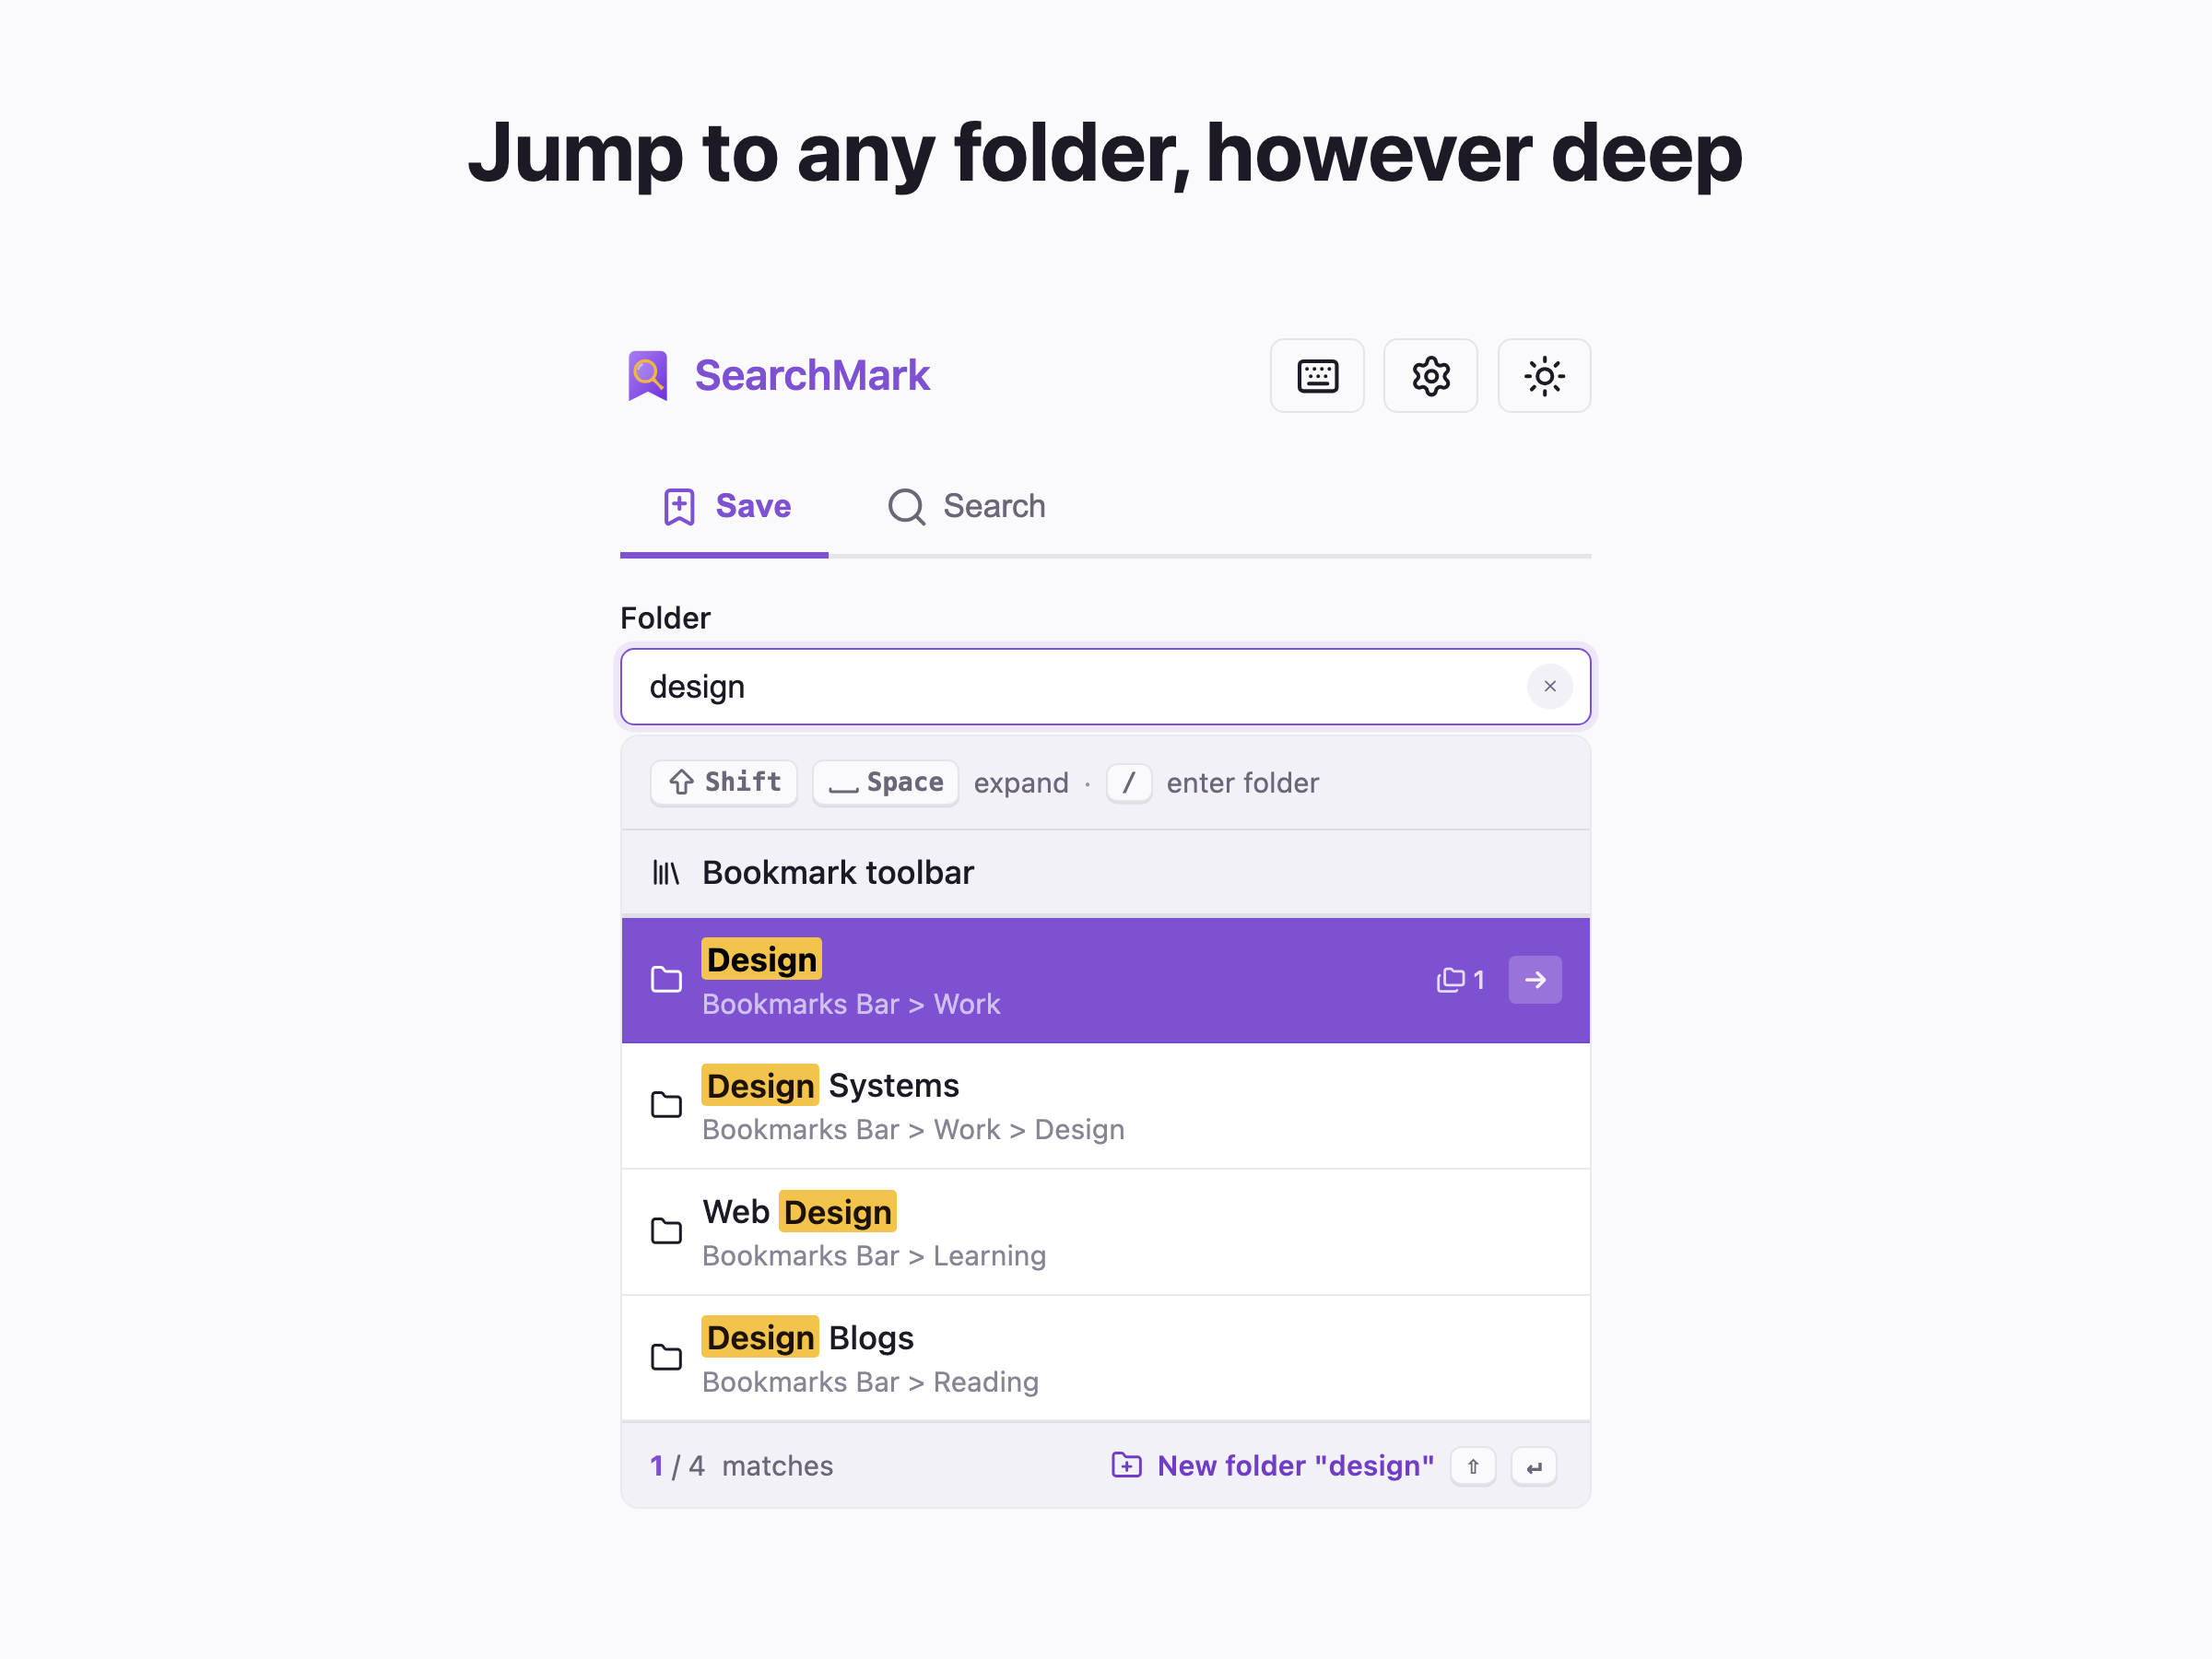 Jump to any folder, however deep
SearchMark
Save Search
Folder
design
Shift Space expand · / enter folder
Bookmark toolbar
Design
Bookmarks Bar > Work
1
Design Systems
Bookmarks Bar > Work > Design
Web Design
Bookmarks Bar > Learning
Design Blogs
Bookmarks Bar > Reading
1 / 4 matches New folder "design" ⇧ ↵